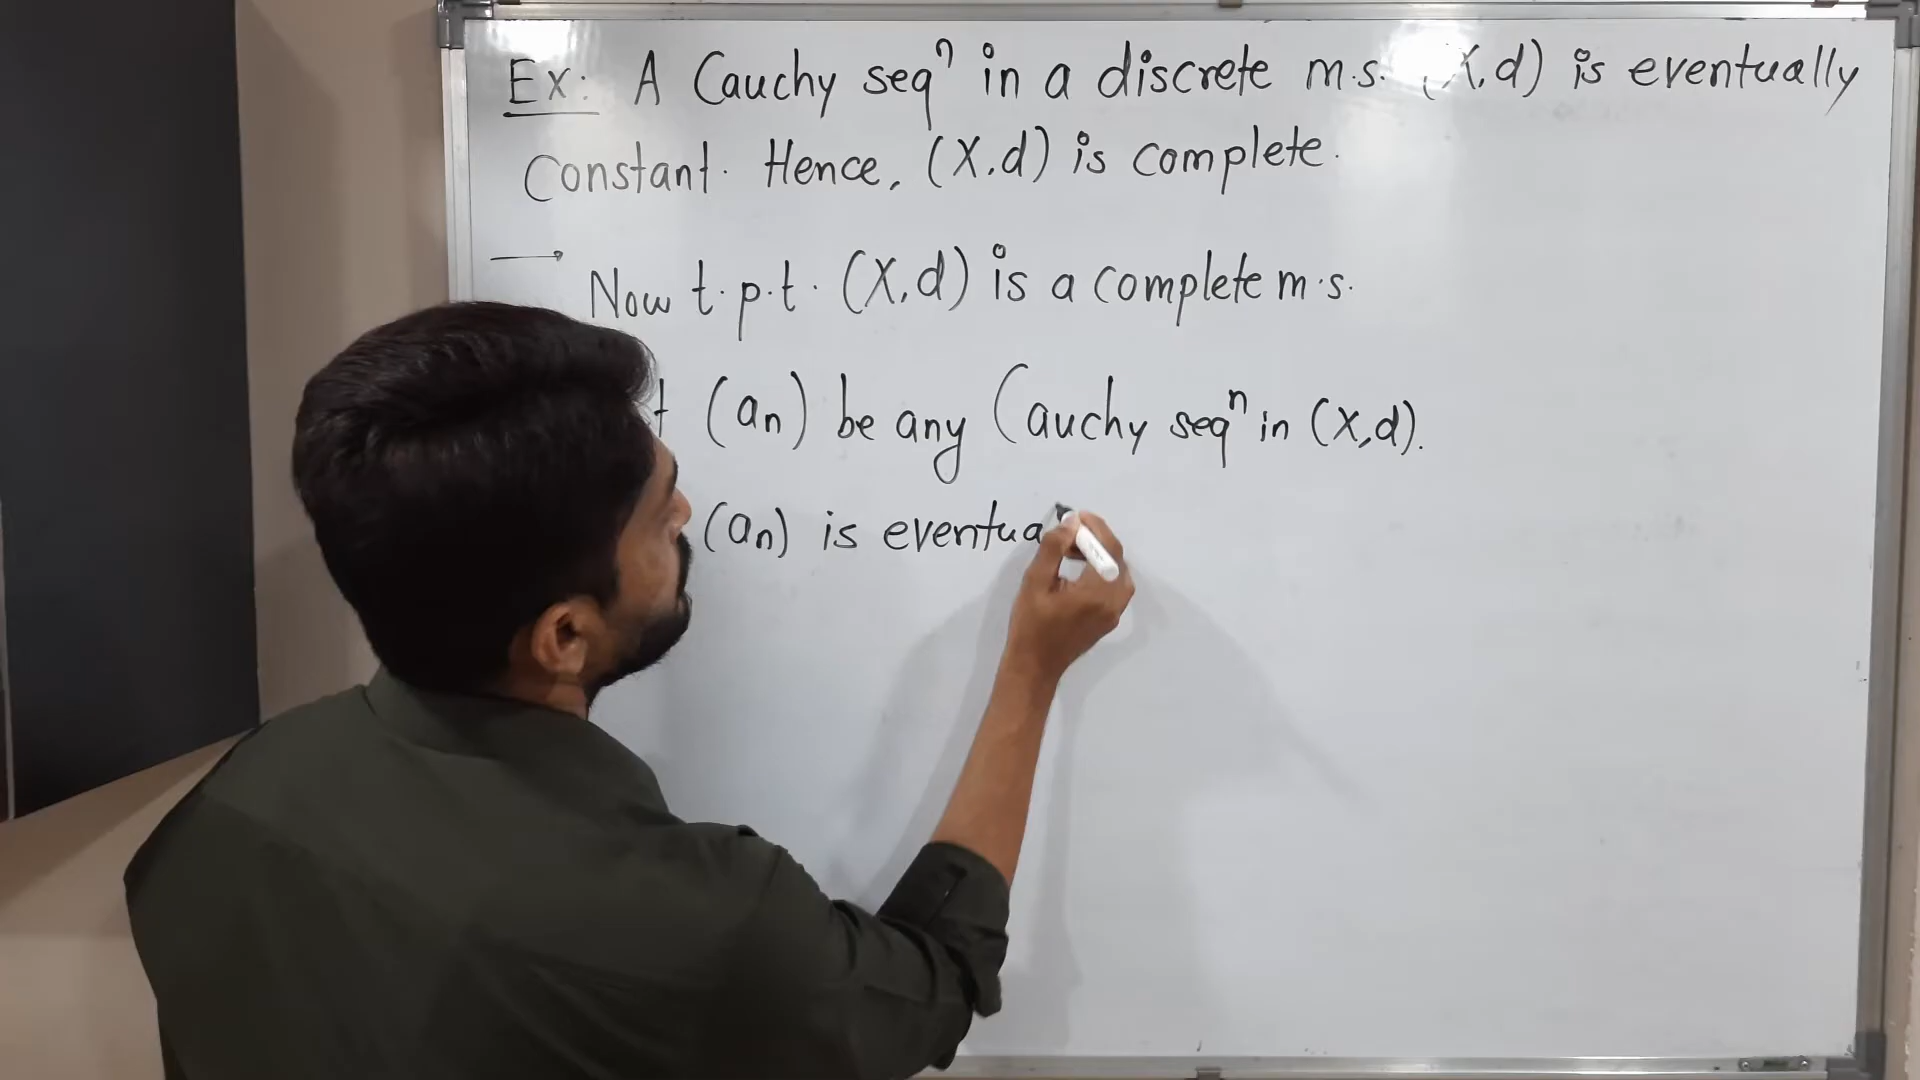 Ex: A Cauchy seqⁿ in a discrete m.s. (X,d) is eventually
Constant. Hence, (X,d) is complete.
→ Now t.p.t. (X,d) is a complete m.s.
(aₙ) be any Cauchy seqⁿ in (X,d).
(aₙ) is eventua